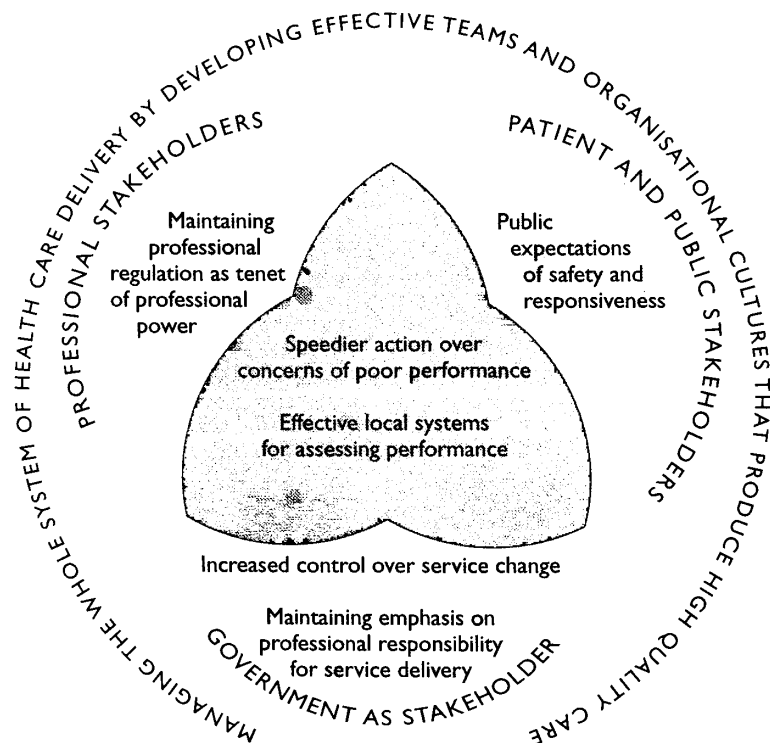 MANAGING THE WHOLE SYSTEM OF HEALTH CARE DELIVERY BY DEVELOPING EFFECTIVE TEAMS AND ORGANISATIONAL CULTURES THAT PRODUCE HIGH QUALITY CARE
PROFESSIONAL STAKEHOLDERS
PATIENT AND PUBLIC STAKEHOLDERS
Maintaining
professional
regulation as tenet
of professional
power
Public
expectations
of safety and
responsiveness
Speedier action over
concerns of poor performance
Effective local systems
for assessing performance
Increased control over service change
Maintaining emphasis on
professional responsibility
for service delivery
GOVERNMENT AS STAKEHOLDER